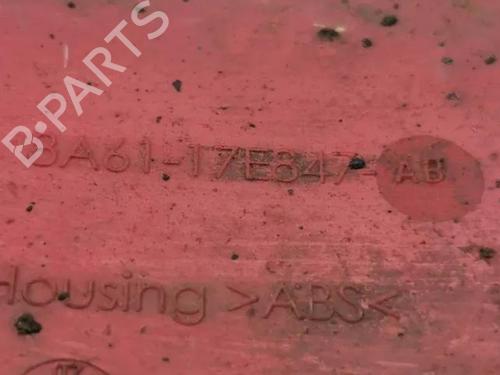 B-PARTS
8A61-17E847-AB
Housing >ABS<